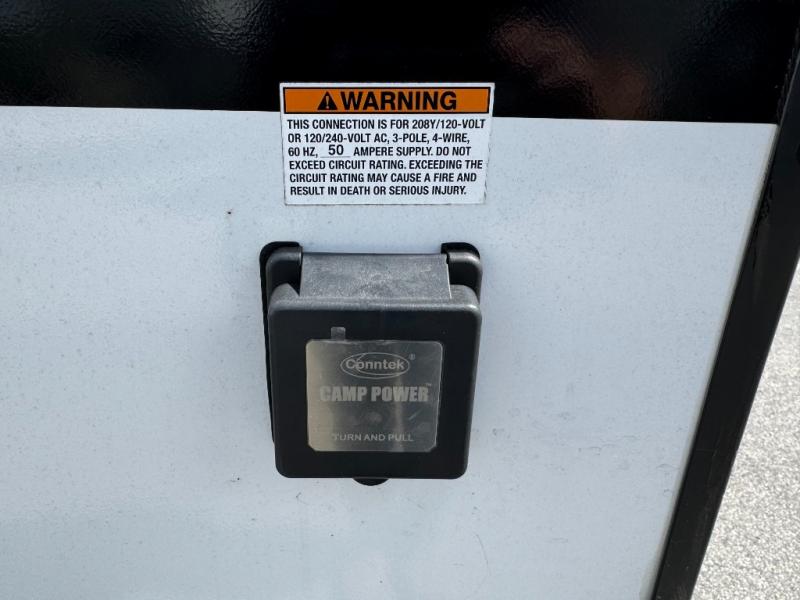 WARNING
THIS CONNECTION IS FOR 208Y/120-VOLT
OR 120/240-VOLT AC, 3-POLE, 4-WIRE,
60 HZ, 50 AMPERE SUPPLY. DO NOT
EXCEED CIRCUIT RATING. EXCEEDING THE
CIRCUIT RATING MAY CAUSE A FIRE AND
RESULT IN DEATH OR SERIOUS INJURY.
Conntek®
CAMP POWER™
TURN AND PULL